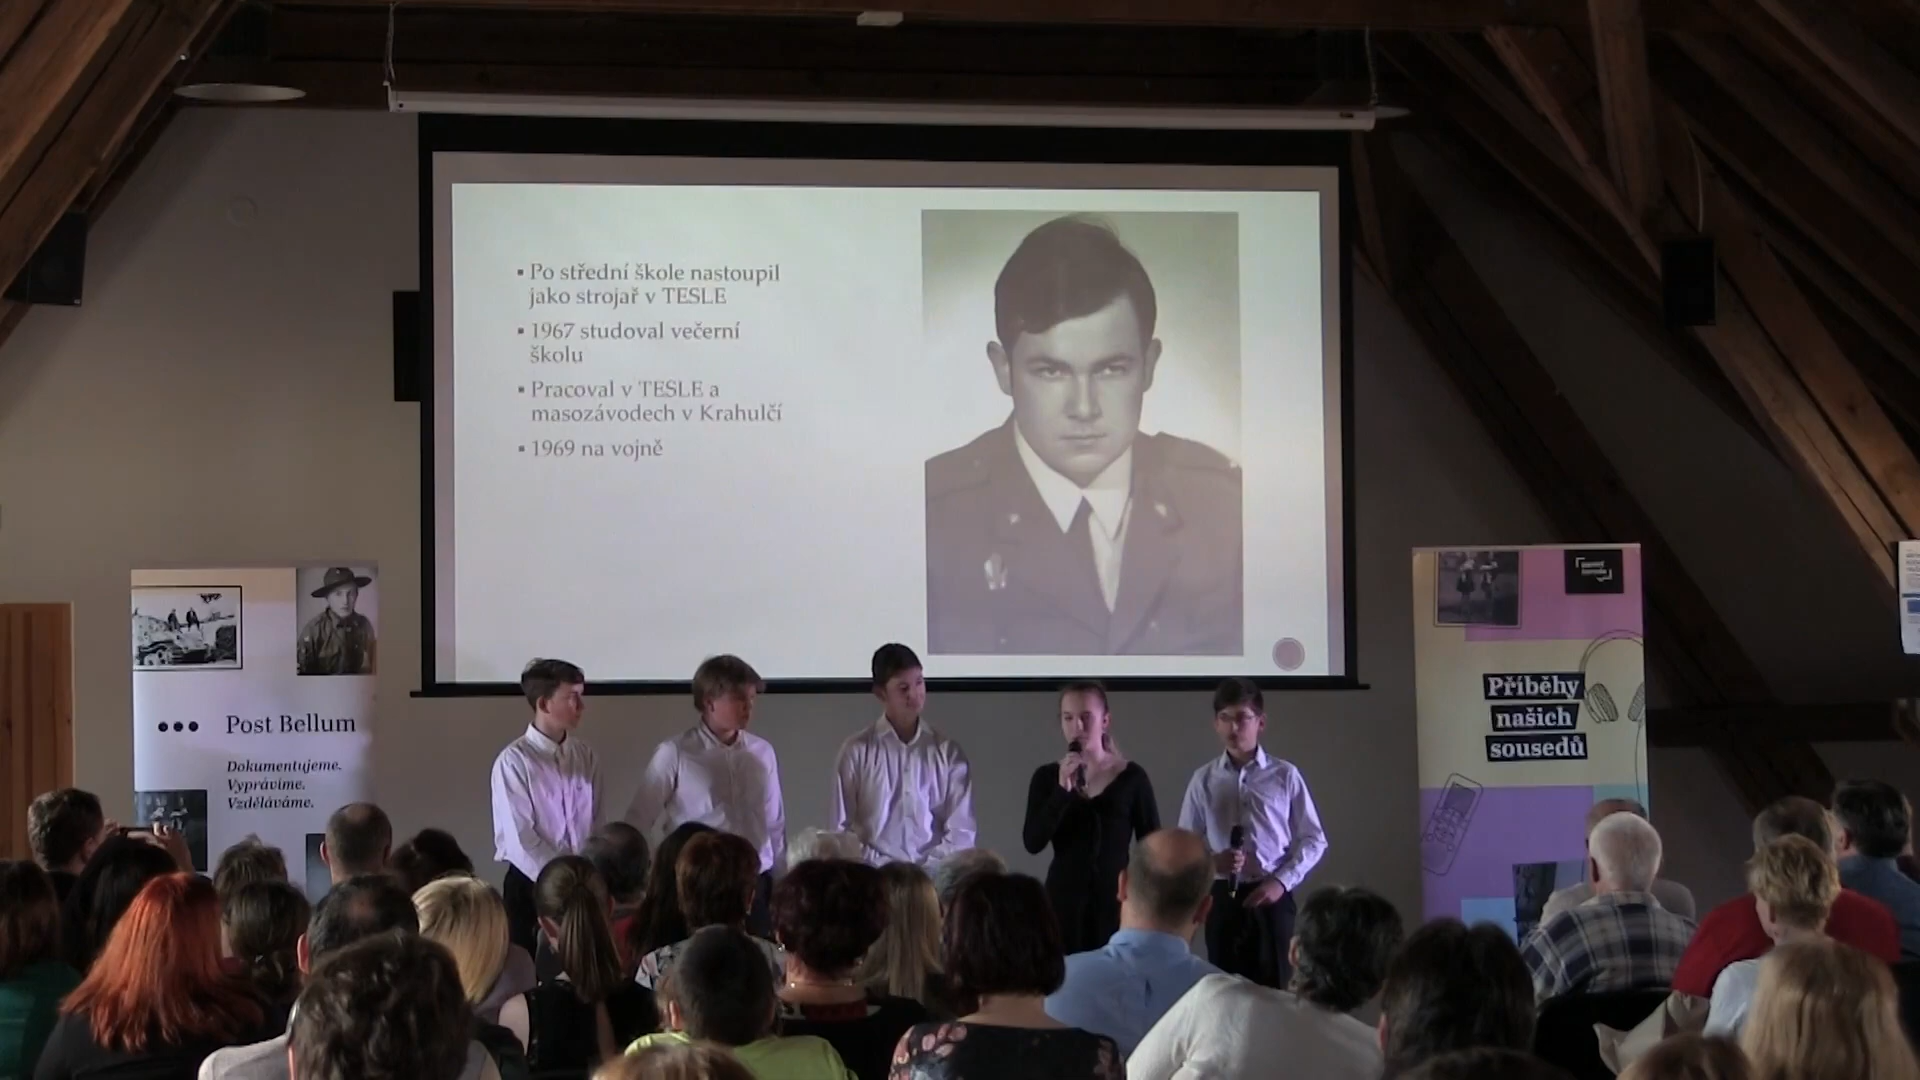 ▪ Po střední škole nastoupil
jako strojař v TESLE
▪ 1967 studoval večerní
školu
▪ Pracoval v TESLE a
masozávodech v Krahulčí
▪ 1969 na vojně
Post Bellum
Dokumentujeme.
Vyprávíme.
Vzděláváme.
Příběhy
našich
sousedů